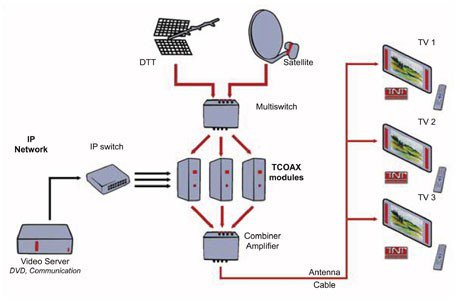 DTT
Satellite
TV 1
Multiswitch
TV 2
IP
Network
IP switch
TCOAX
modules
TV 3
Combiner
Amplifier
Video Server
DVD, Communication
Antenna
Cable